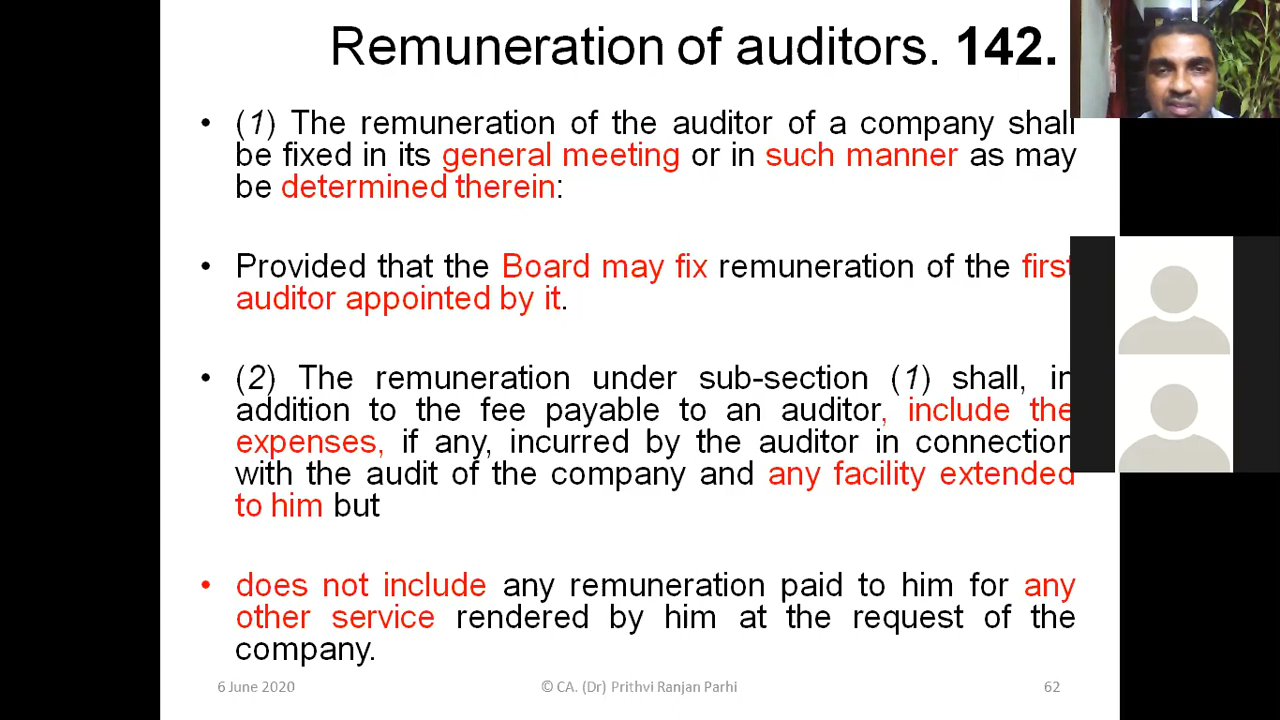 Remuneration of auditors. 142.
• (1) The remuneration of the auditor of a company shall
be fixed in its general meeting or in such manner as may
be determined therein:
• Provided that the Board may fix remuneration of the first
auditor appointed by it.
• (2) The remuneration under sub-section (1) shall, in
addition to the fee payable to an auditor, include the
expenses, if any, incurred by the auditor in connection
with the audit of the company and any facility extended
to him but
• does not include any remuneration paid to him for any
other service rendered by him at the request of the
company.
6 June 2020 © CA. (Dr) Prithvi Ranjan Parhi 62